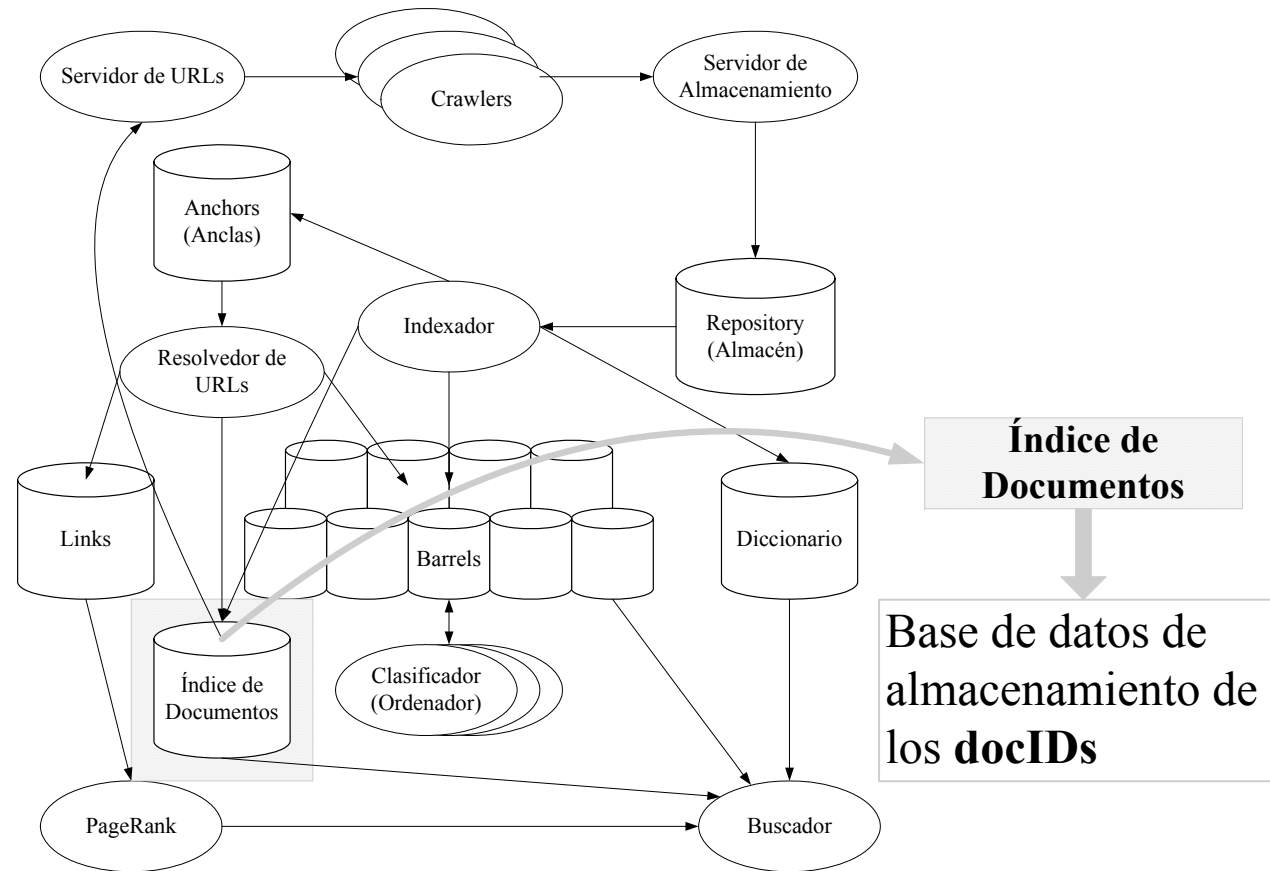 Servidor de URLs
Crawlers
Servidor de
Almacenamiento
Anchors
(Anclas)
Indexador
Repository
(Almacén)
Resolvedor de
URLs
Índice de
Documentos
Links
Barrels
Diccionario
Base de datos de
almacenamiento de
los docIDs
Índice de
Documentos
Clasificador
(Ordenador)
PageRank
Buscador